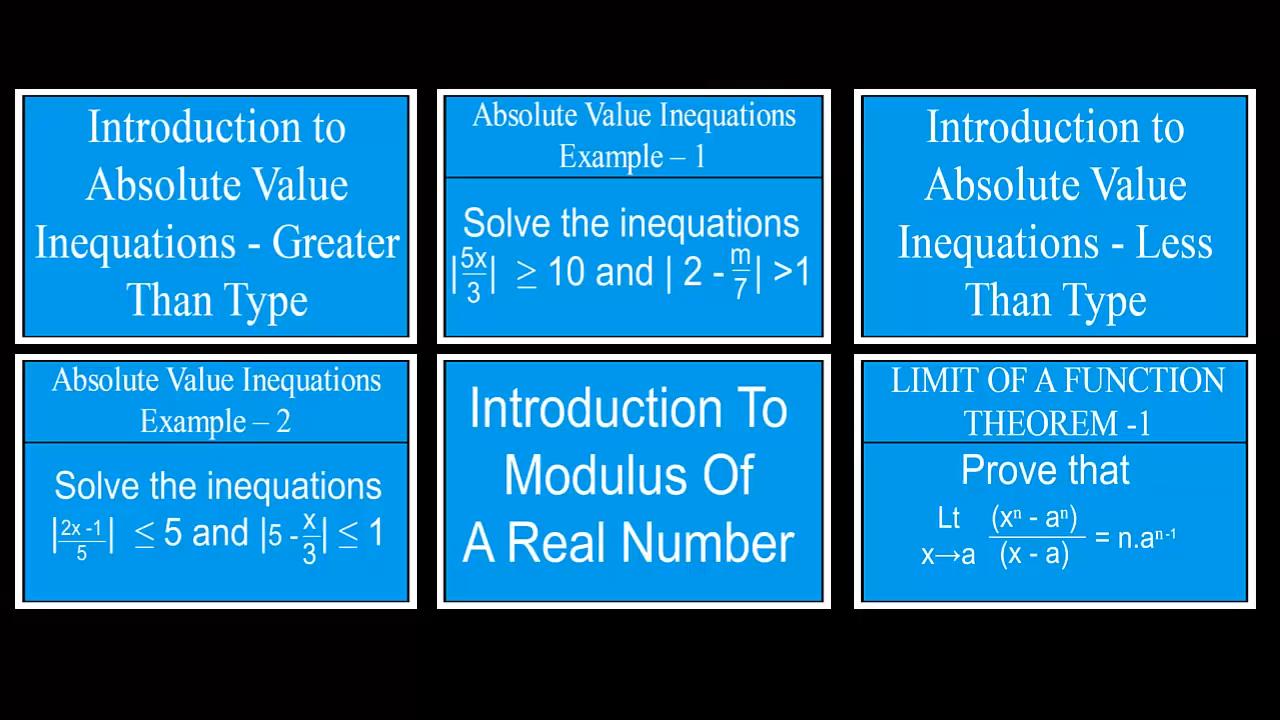 Introduction to
Absolute Value
Inequations - Greater
Than Type
Absolute Value Inequations
Example – 1
Solve the inequations
|5x/3| ≥ 10 and | 2 - m/7| >1
Introduction to
Absolute Value
Inequations - Less
Than Type
Absolute Value Inequations
Example – 2
Solve the inequations
|2x -1/5| ≤ 5 and |5 - x/3| ≤ 1
Introduction To
Modulus Of
A Real Number
LIMIT OF A FUNCTION
THEOREM -1
Prove that
Lt x→a (xⁿ - aⁿ)/(x - a) = n.aⁿ⁻¹